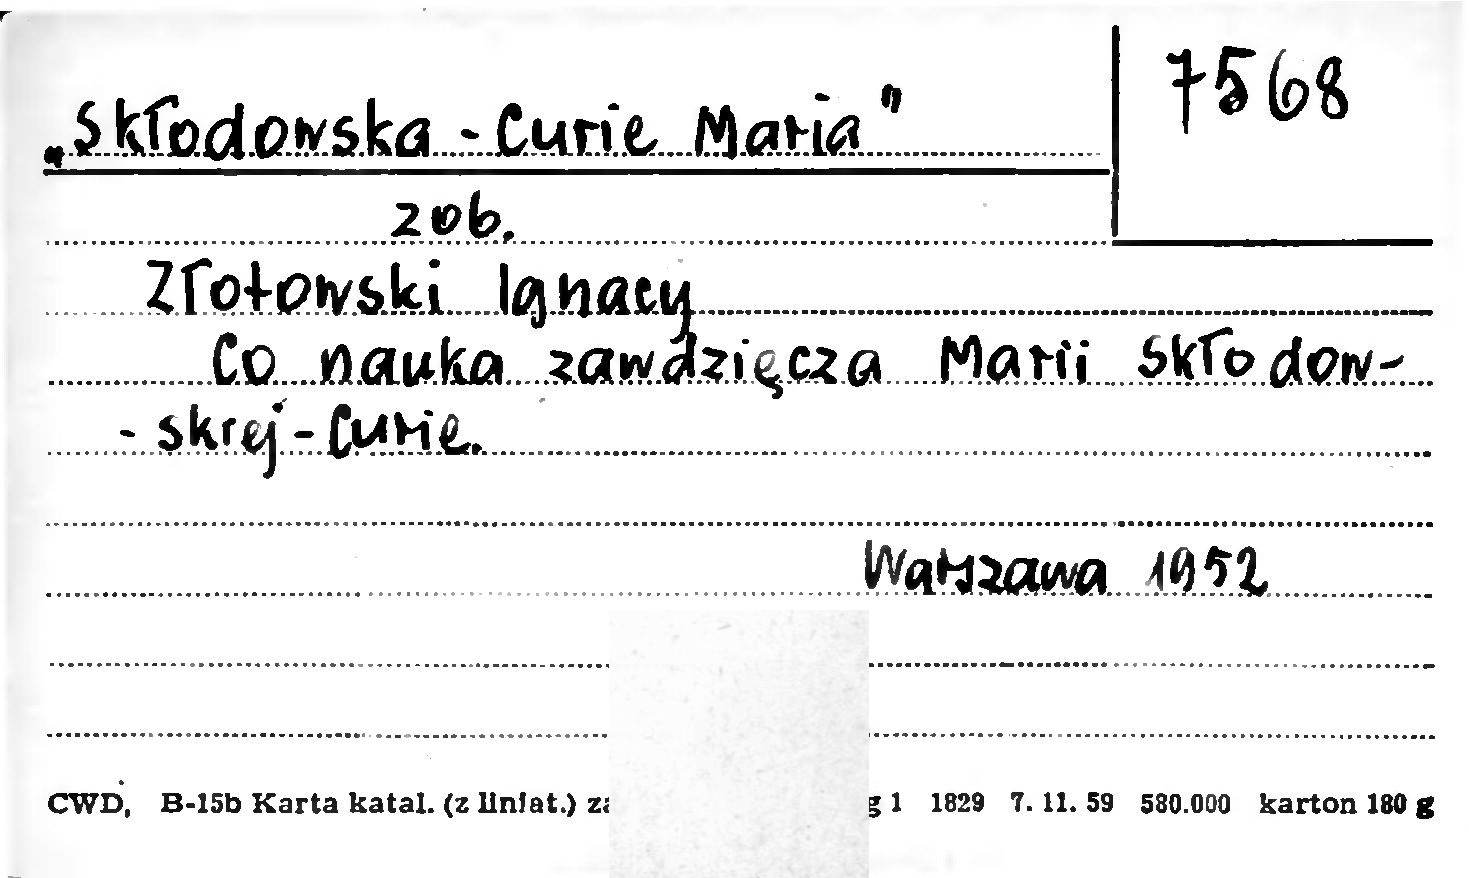 „Skłodowska-Curie Maria" 7568
zob.
Złotowski Ignacy
Co nauka zawdzięcza Marii Skłodow-
-skiej-Curie.
Warszawa 1952
CWD, B-15b Karta katal. (z liniat.) g 1 1829 7. 11. 59 580.000 karton 180 g